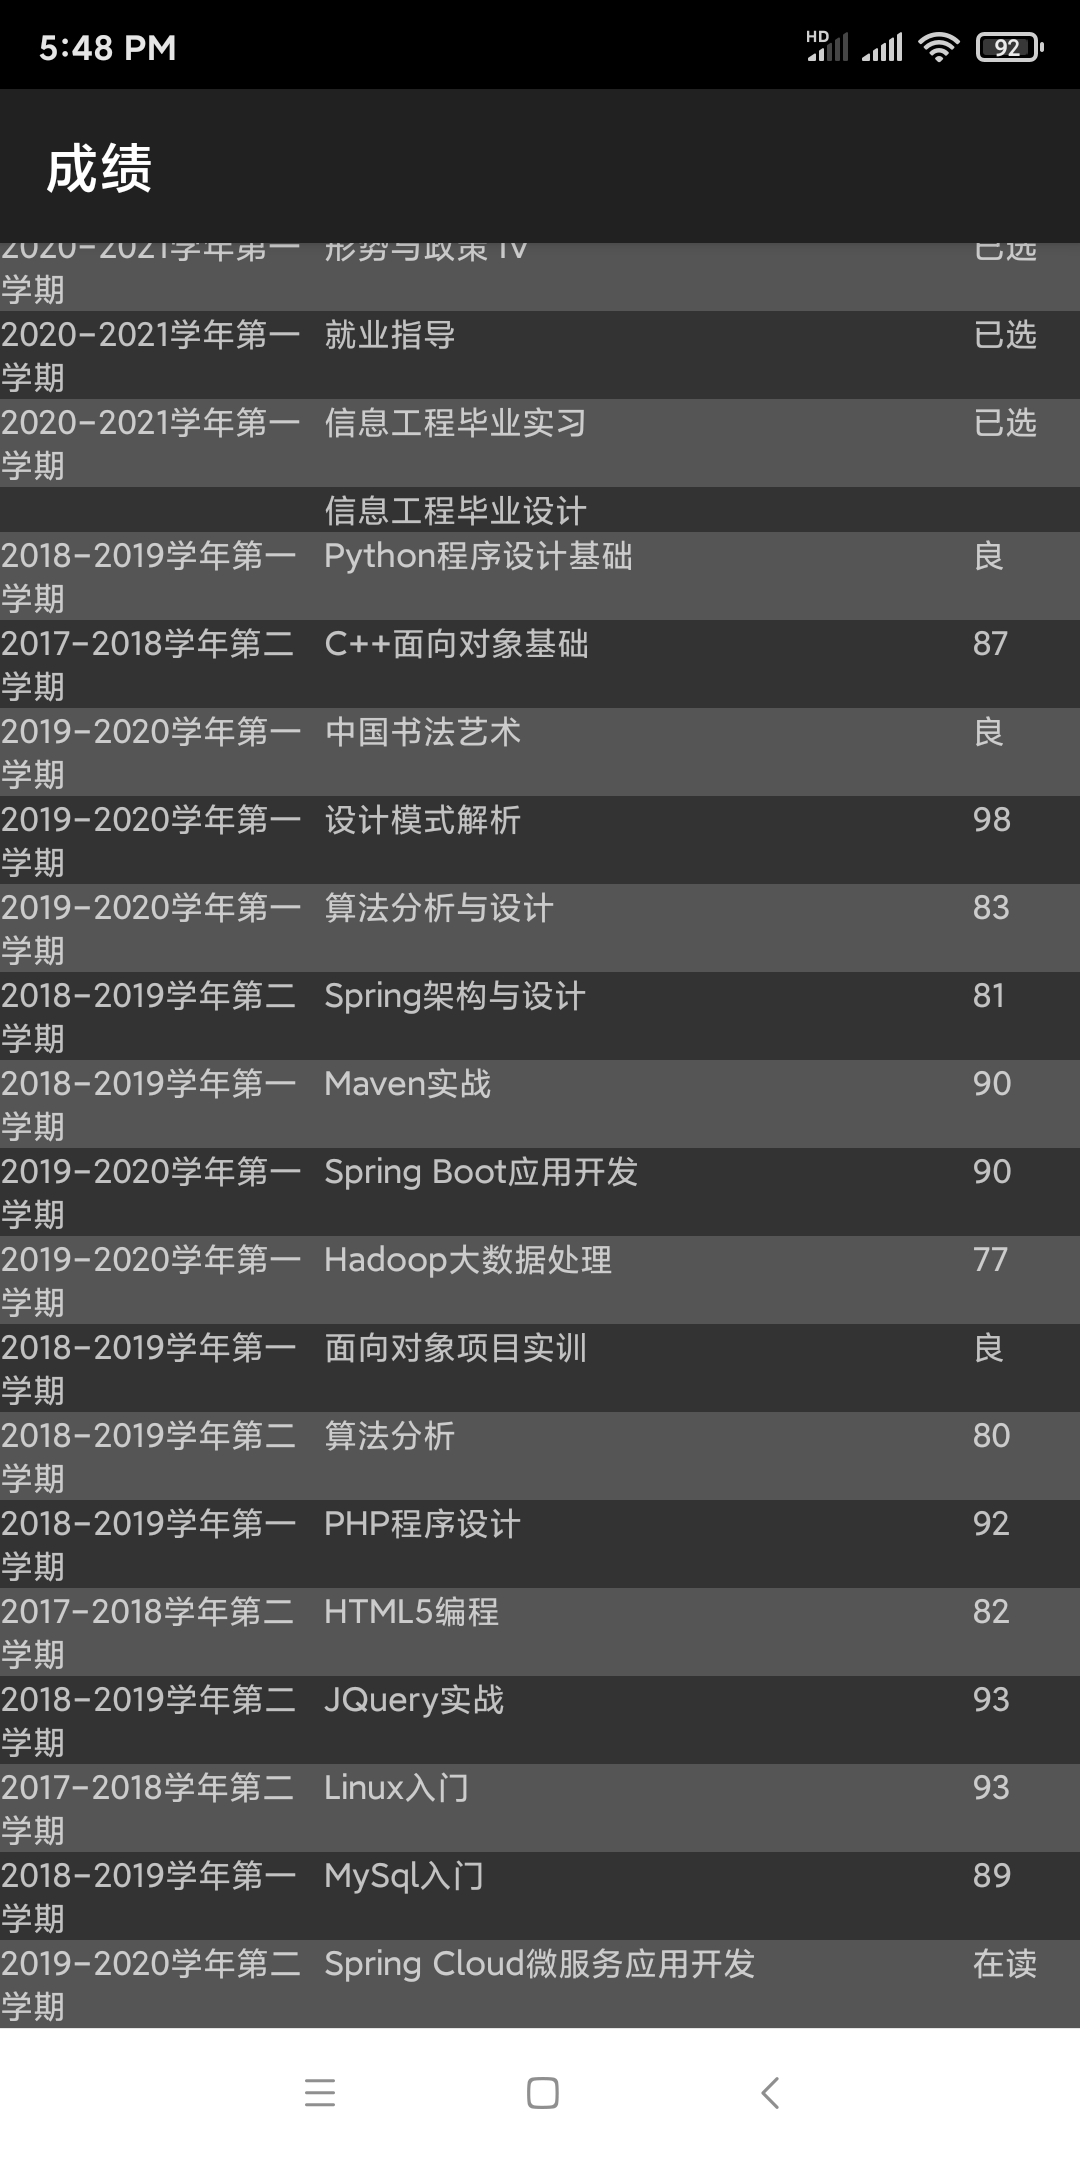 5:48 PM
HD
92
成绩
2020-2021学年第一 形势与政策 IV 已选
学期
2020-2021学年第一 就业指导 已选
学期
2020-2021学年第一 信息工程毕业实习 已选
学期
信息工程毕业设计
2018-2019学年第一 Python程序设计基础 良
学期
2017-2018学年第二 C++面向对象基础 87
学期
2019-2020学年第一 中国书法艺术 良
学期
2019-2020学年第一 设计模式解析 98
学期
2019-2020学年第一 算法分析与设计 83
学期
2018-2019学年第二 Spring架构与设计 81
学期
2018-2019学年第一 Maven实战 90
学期
2019-2020学年第一 Spring Boot应用开发 90
学期
2019-2020学年第一 Hadoop大数据处理 77
学期
2018-2019学年第一 面向对象项目实训 良
学期
2018-2019学年第二 算法分析 80
学期
2018-2019学年第一 PHP程序设计 92
学期
2017-2018学年第二 HTML5编程 82
学期
2018-2019学年第二 JQuery实战 93
学期
2017-2018学年第二 Linux入门 93
学期
2018-2019学年第一 MySql入门 89
学期
2019-2020学年第二 Spring Cloud微服务应用开发 在读
学期